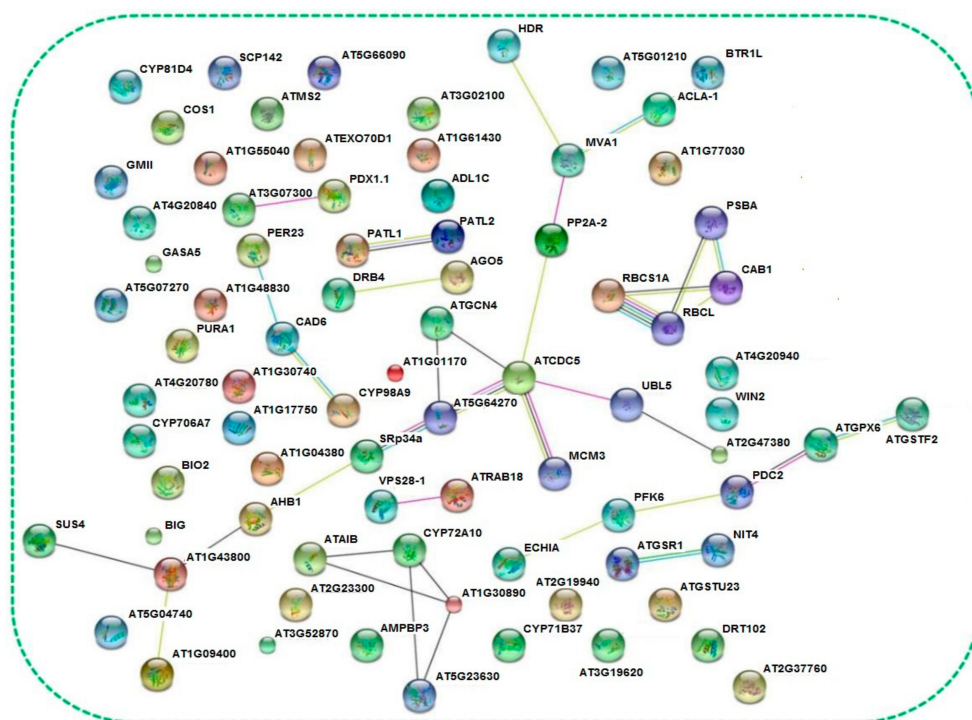 HDR
SCP142
AT5G66090
AT5G01210
BTR1L
CYP81D4
ATMS2
AT3G02100
ACLA-1
COS1
ATEXO70D1
AT1G61430
MVA1
AT1G55040
AT1G77030
GMII
PDX1.1
ADL1C
AT3G07300
PSBA
AT4G20840
PATL2
PP2A-2
PER23
PATL1
GASA5
AGO5
CAB1
DRB4
RBCS1A
AT5G07270
AT1G48830
RBCL
ATGCN4
CAD6
PURA1
AT1G01170
ATCDC5
AT4G20940
AT1G30740
UBL5
AT4G20780
CYP98A9
AT5G64270
WIN2
AT1G17750
ATGPX6
ATGSTF2
CYP706A7
SRp34a
AT2G47380
AT1G04380
MCM3
PDC2
BIO2
VPS28-1
ATRAB18
AHB1
PFK6
SUS4
BIG
CYP72A10
NIT4
AT1G43800
ATAIB
ECHIA
ATGSR1
AT2G23300
AT1G30890
AT2G19940
ATGSTU23
AT5G04740
AT3G52870
AMPBP3
CYP71B37
DRT102
AT1G09400
AT3G19620
AT5G23630
AT2G37760